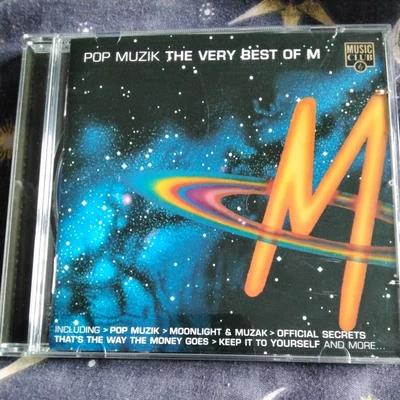 POP MUZIK THE VERY BEST OF M
MUSIC
CLUB
M
INCLUDING > POP MUZIK > MOONLIGHT & MUZAK > OFFICIAL SECRETS
THAT'S THE WAY THE MONEY GOES > KEEP IT TO YOURSELF AND MORE...